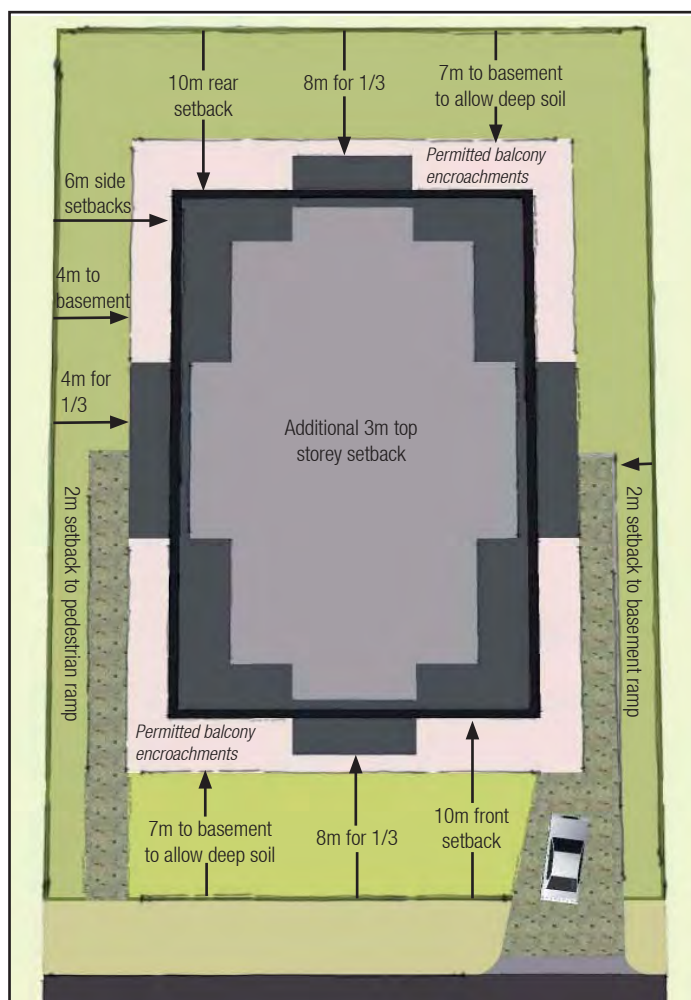 10m rear
setback
8m for 1/3
7m to basement
to allow deep soil
Permitted balcony
encroachments
6m side
setbacks
4m to
basement
4m for
1/3
Additional 3m top
storey setback
2m setback to pedestrian ramp
2m setback to basement ramp
Permitted balcony
encroachments
7m to basement
to allow deep soil
8m for 1/3
10m front
setback